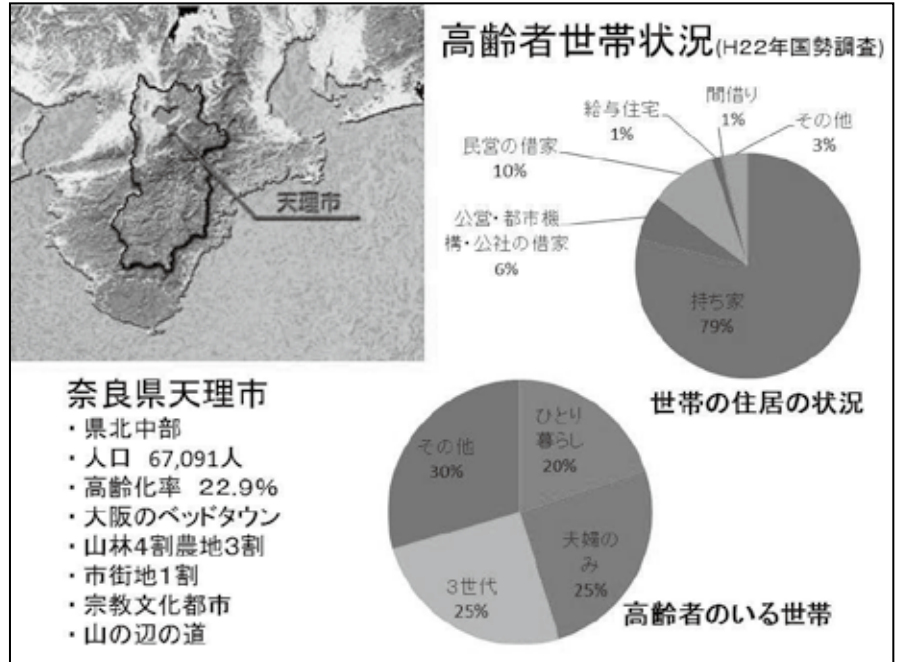 高齢者世帯状況(H22年国勢調査)
天理市
間借り
1%
給与住宅
1%
その他
3%
民営の借家
10%
公営・都市機
構・公社の借家
6%
持ち家
79%
世帯の住居の状況
奈良県天理市
・県北中部
・人口 67,091人
・高齢化率 22.9%
・大阪のベッドタウン
・山林4割農地3割
・市街地1割
・宗教文化都市
・山の辺の道
ひとり
暮らし
20%
その他
30%
夫婦の
み
25%
3世代
25%
高齢者のいる世帯